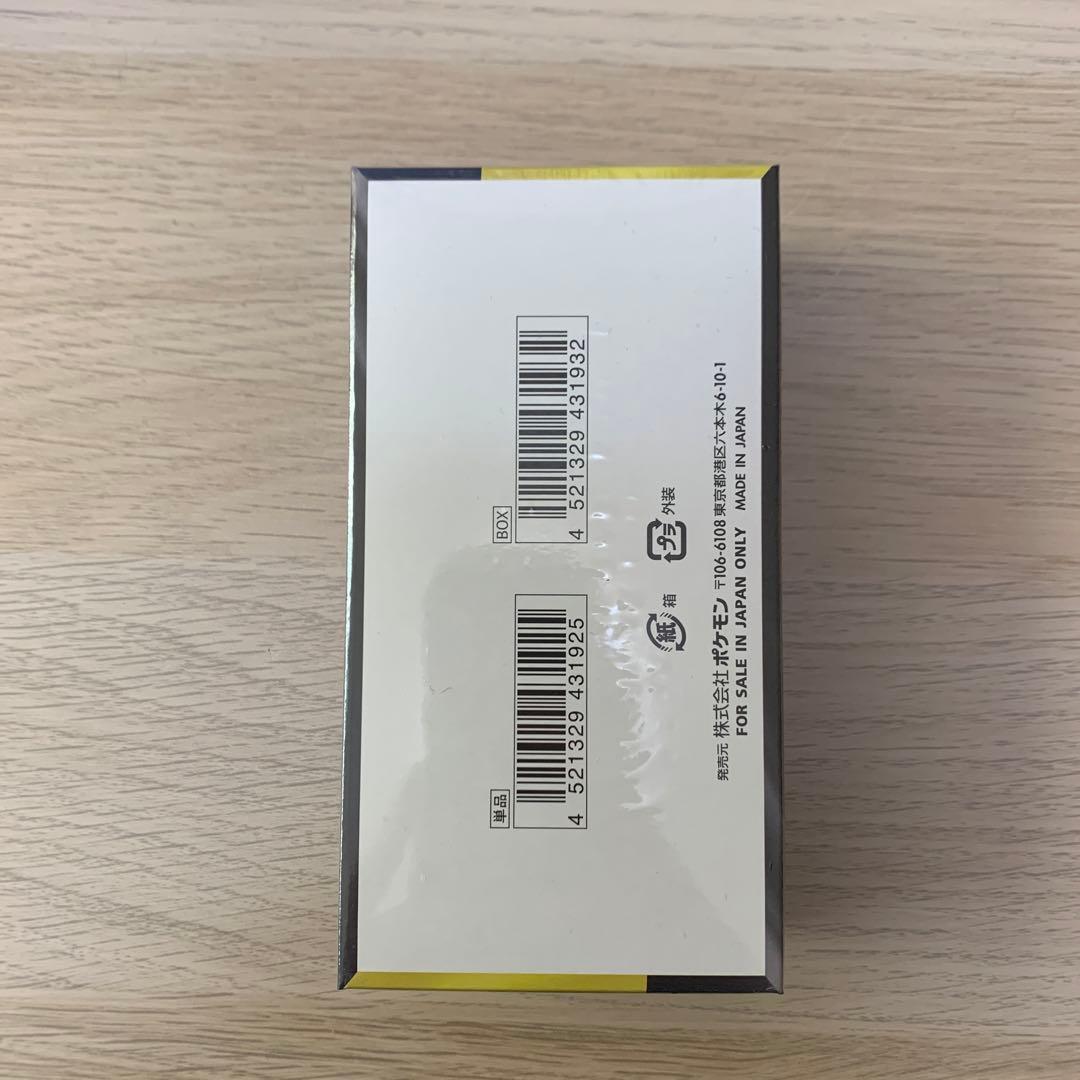 単品
4 521329 431925
BOX
4 521329 431932
紙 箱
プラ 外装
発売元 株式会社 ポケモン 〒106-6108 東京都港区六本木6-10-1
FOR SALE IN JAPAN ONLY MADE IN JAPAN